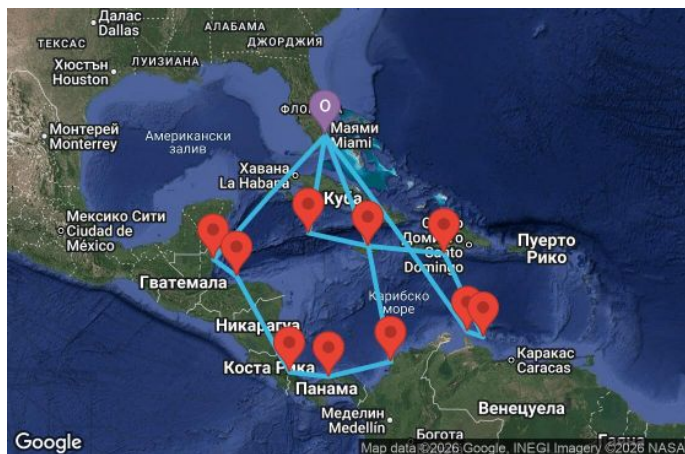 Далас
Dallas
ТЕКСАС
АЛАБАМА
ДЖОРДЖИЯ
ЛУИЗИАНА
Хюстън
Houston
ФЛО
O
Маями
Miami
Монтерей
Monterrey
Американски
залив
Хавана
La Habana
Куба
Мексико Сити
Ciudad de
México
Santo
Domingo
Пуерто
Рико
Гватемала
Карибско
море
Никарагуа
Коста Рика
Панама
Каракас
Caracas
Венецуела
Меделин
Medellín
Богота
Google
Map data ©2026 Google, INEGI Imagery ©2026 NASA